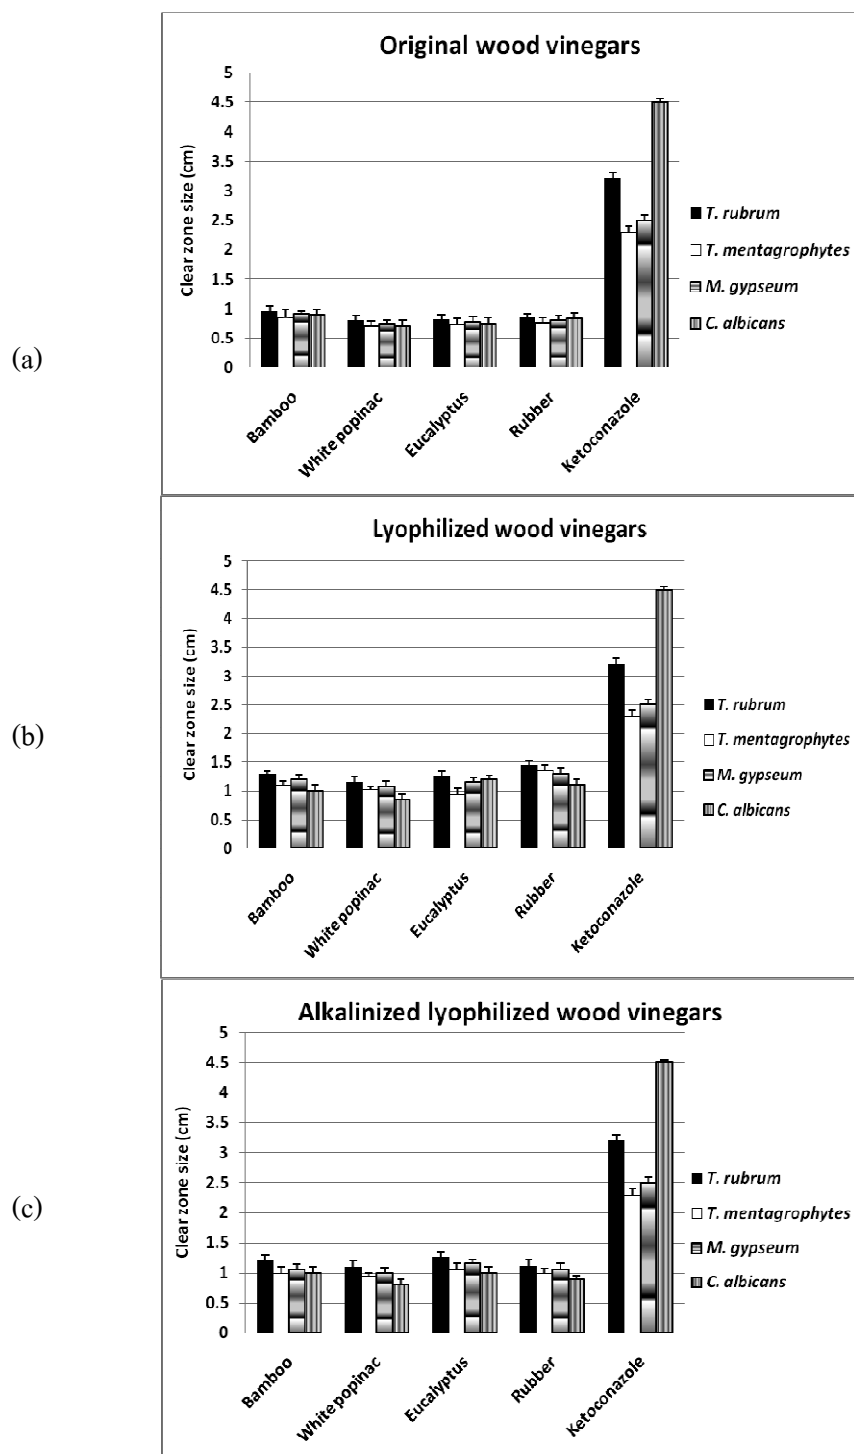 (a)
Original wood vinegars
Clear zone size (cm)
5
4.5
4
3.5
3
2.5
2
1.5
1
0.5
0
Bamboo
White popinac
Eucalyptus
Rubber
Ketoconazole
T. rubrum
T. mentagrophytes
M. gypseum
C. albicans
(b)
Lyophilized wood vinegars
Clear zone size (cm)
5
4.5
4
3.5
3
2.5
2
1.5
1
0.5
0
Bamboo
White popinac
Eucalyptus
Rubber
Ketoconazole
T. rubrum
T. mentagrophytes
M. gypseum
C. albicans
(c)
Alkalinized lyophilized wood vinegars
Clear zone size (cm)
5
4.5
4
3.5
3
2.5
2
1.5
1
0.5
0
Bamboo
White popinac
Eucalyptus
Rubber
Ketoconazole
T. rubrum
T. mentagrophytes
M. gypseum
C. albicans